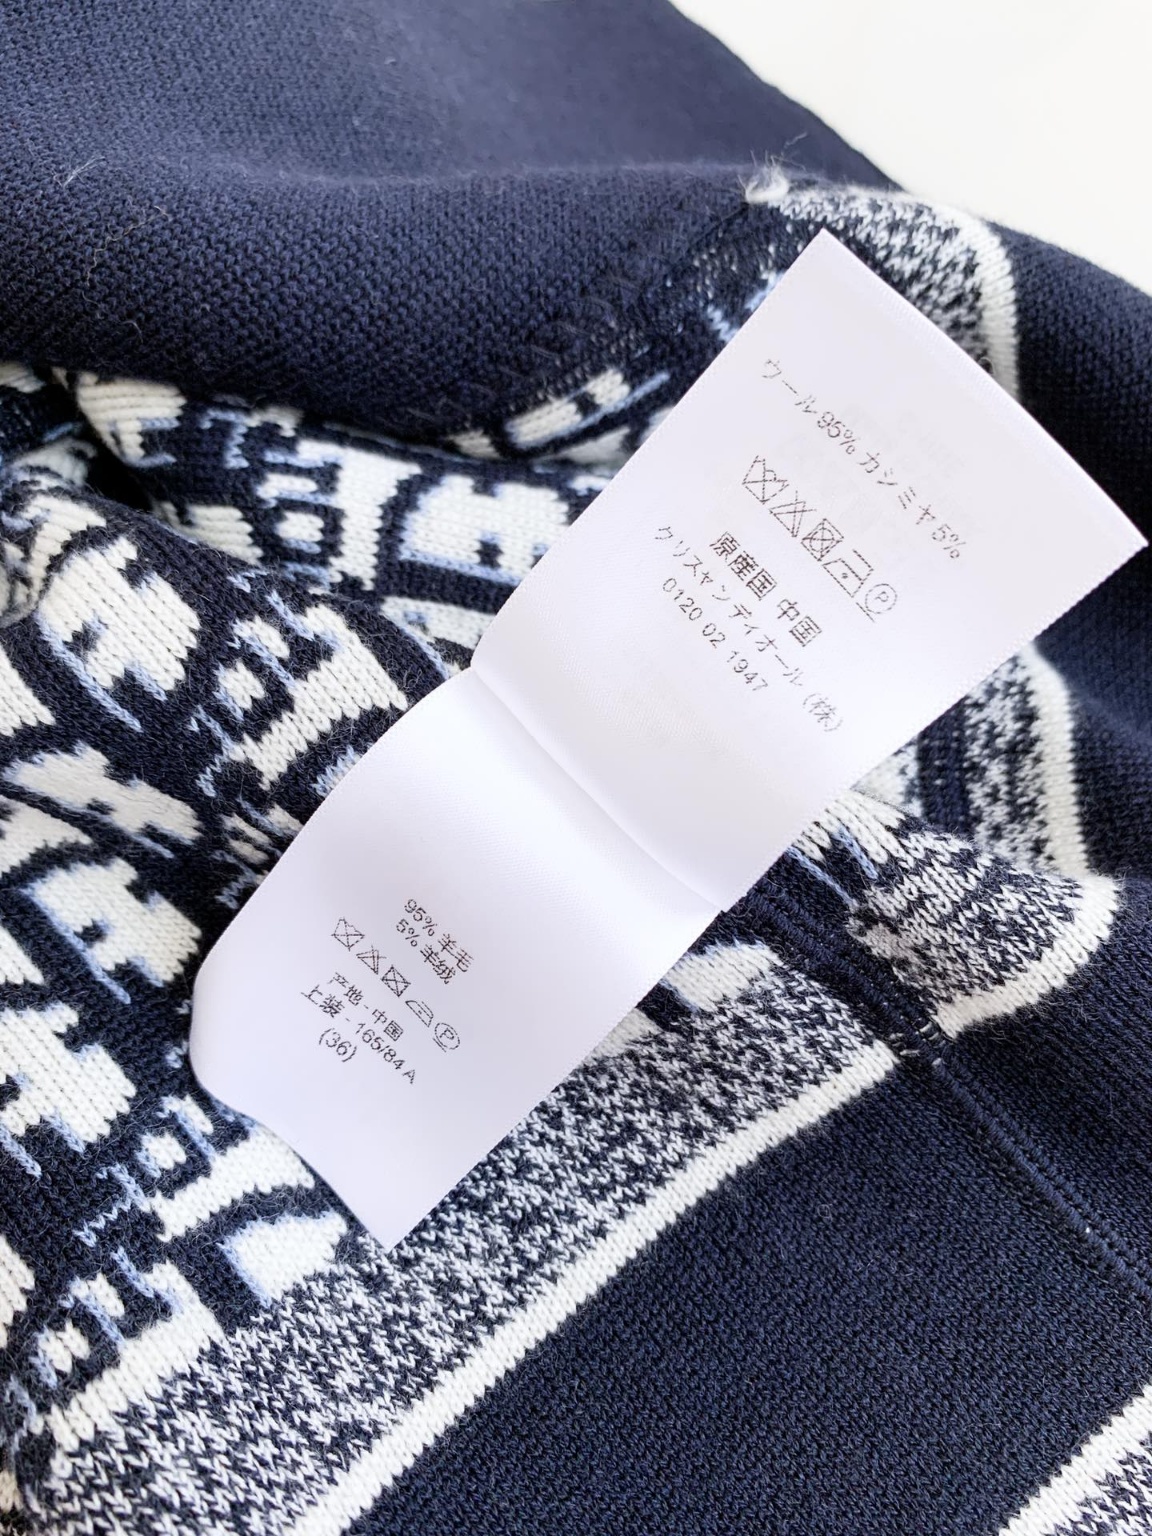 ウール 95% カシミヤ 5%
原産国 中国
クリスャンディオール (株)
0120 02 1947
95% 羊毛
5% 羊绒
产地 - 中国
上装 - 165/84 A
(36)